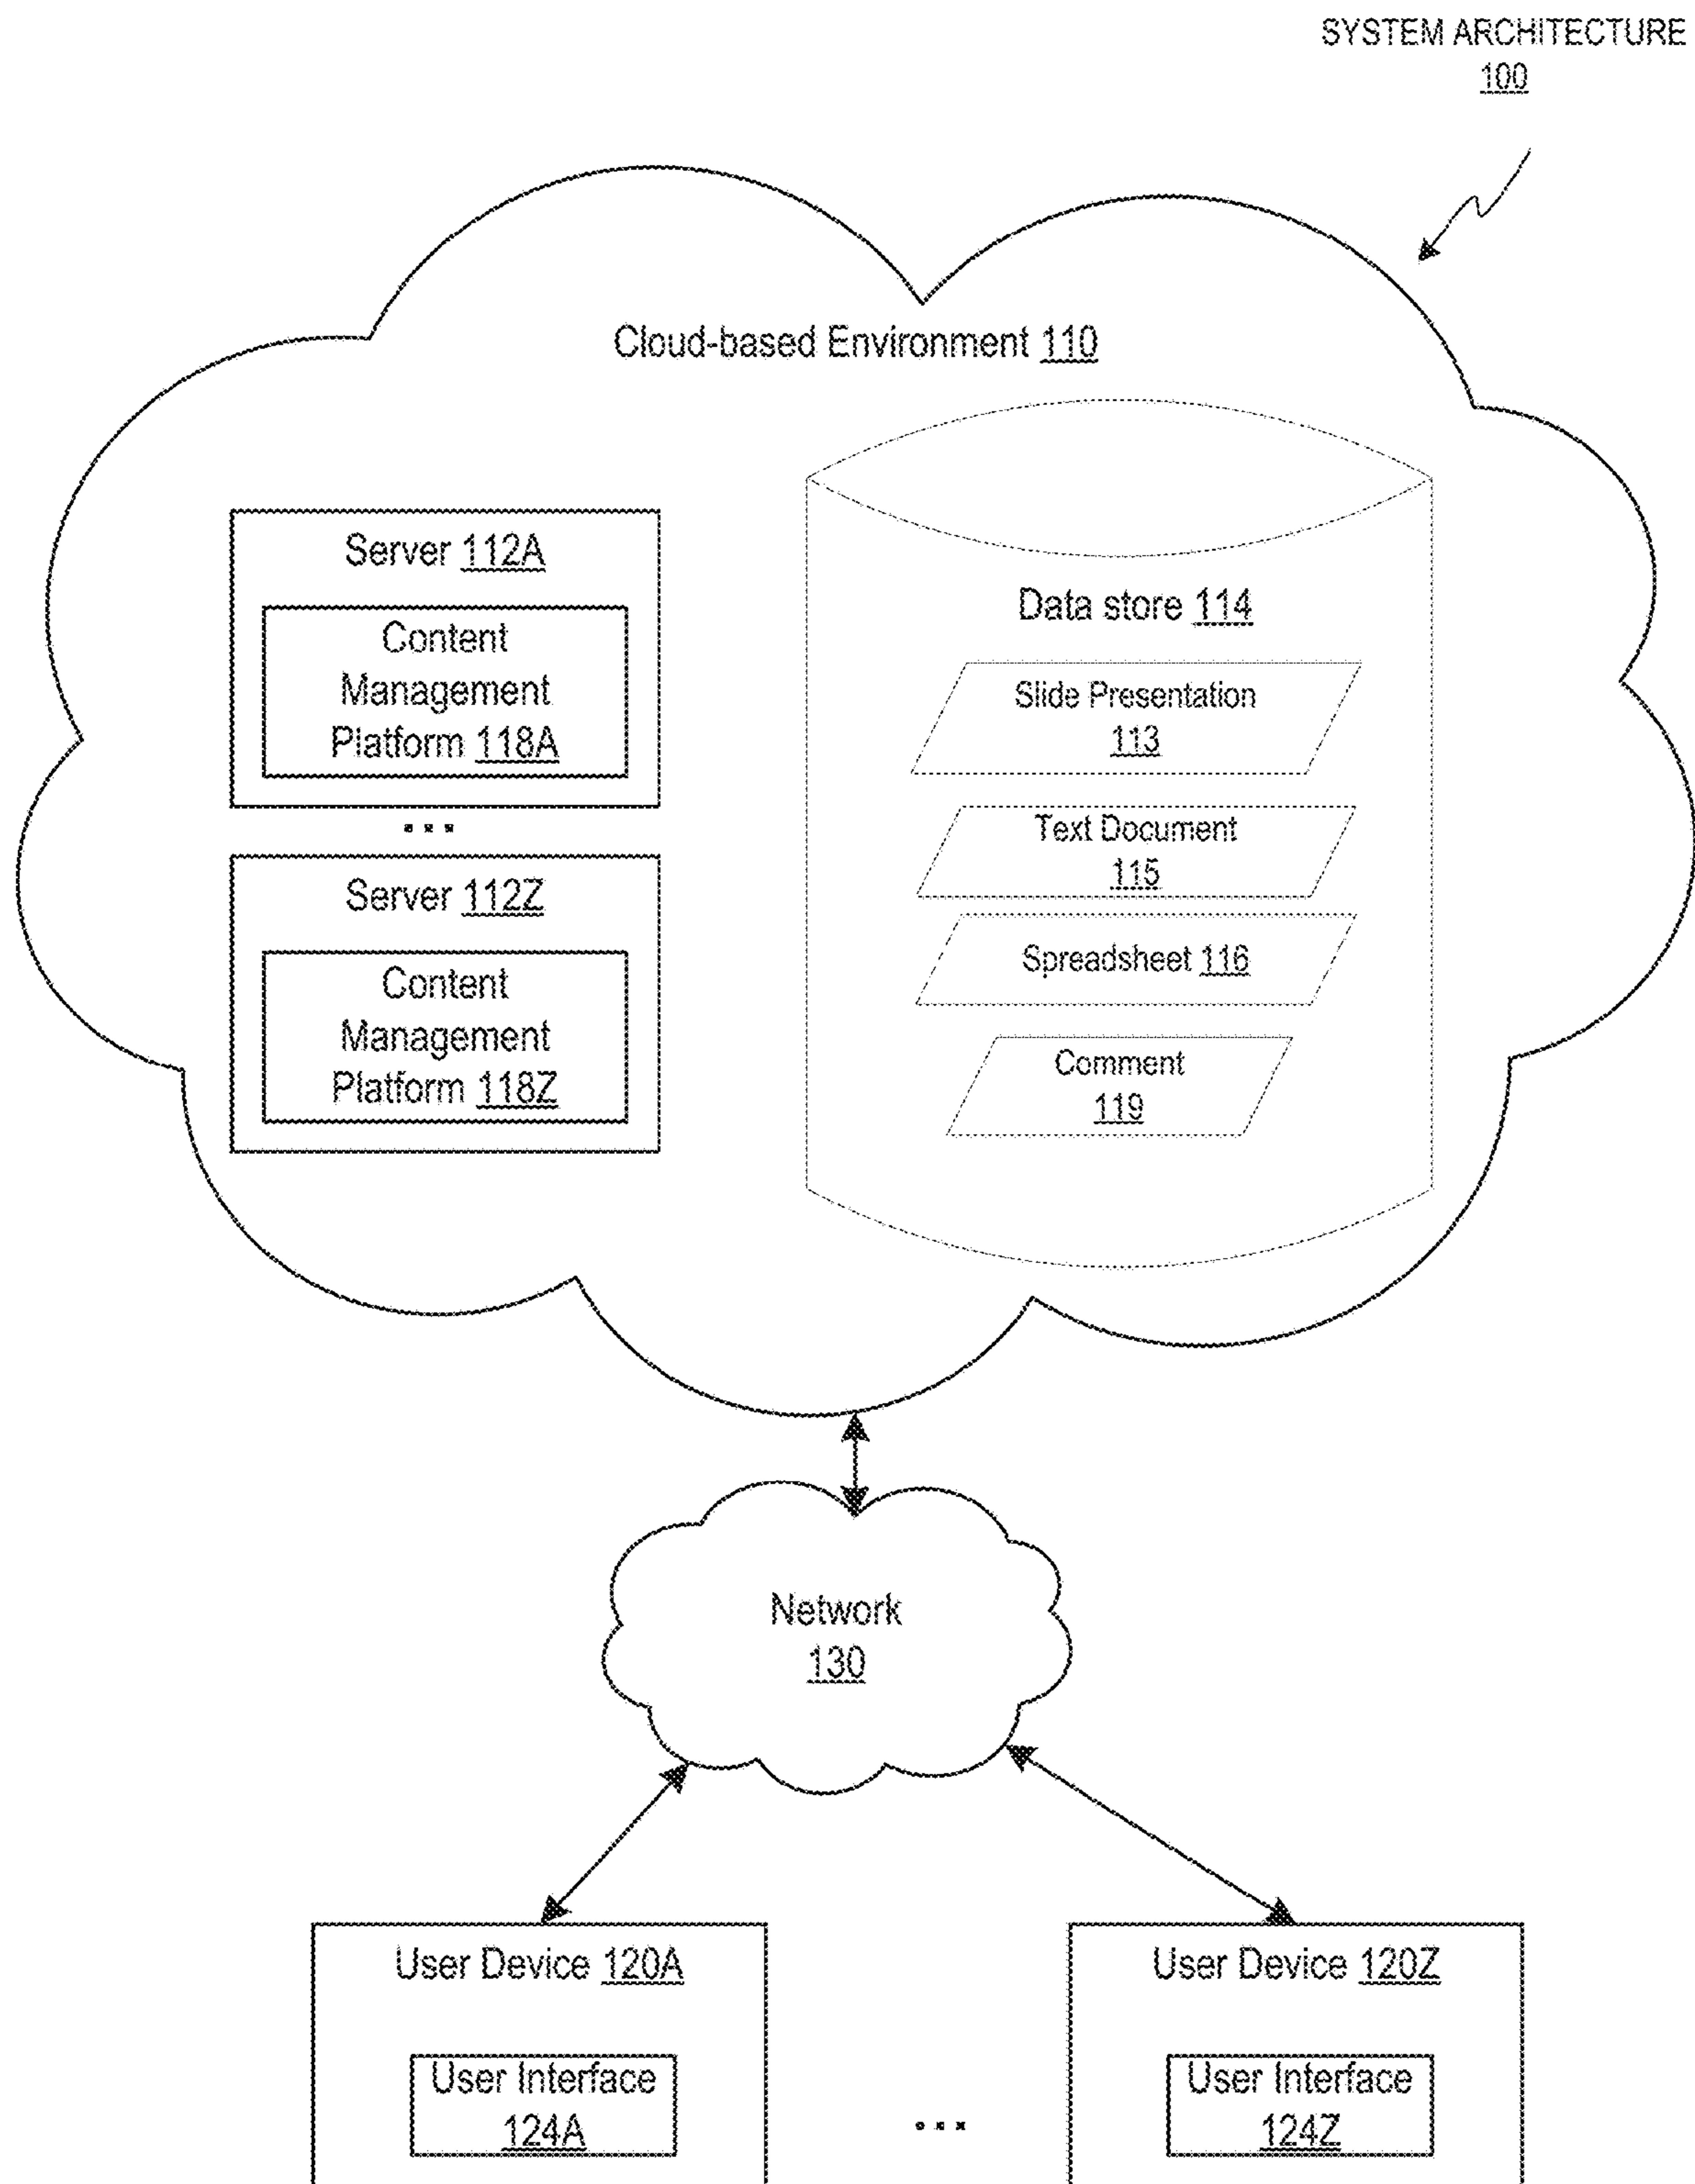 SYSTEM ARCHITECTURE
100
Cloud-based Environment 110
Server 112A
Content
Management
Platform 118A
...
Server 112Z
Content
Management
Platform 118Z
Data store 114
Slide Presentation
113
Text Document
115
Spreadsheet 116
Comment
119
Network
130
User Device 120A
User Interface
124A
...
User Device 120Z
User Interface
124Z